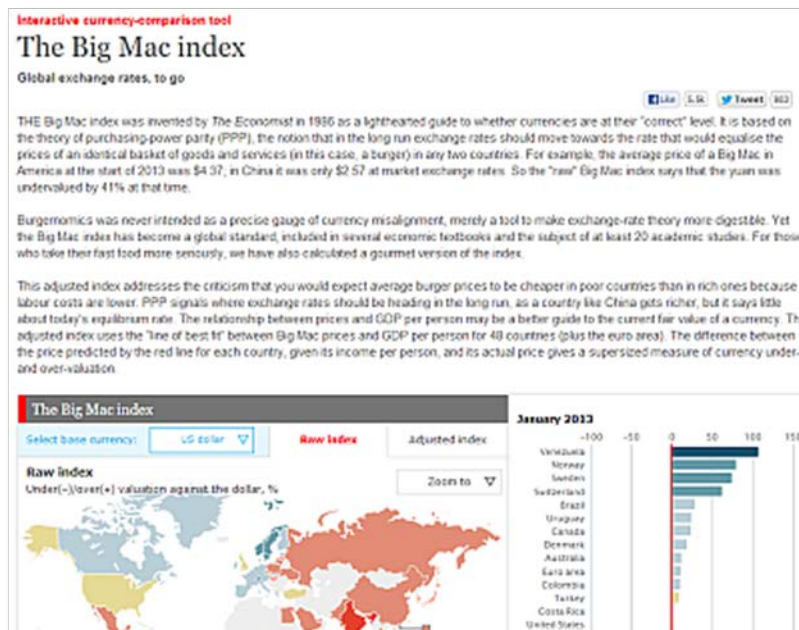 Interactive currency-comparison tool
The Big Mac index
Global exchange rates, to go
Like 5.5k Tweet 803
THE Big Mac index was invented by The Economist in 1986 as a lighthearted guide to whether currencies are at their "correct" level. It is based on
the theory of purchasing-power parity (PPP), the notion that in the long run exchange rates should move towards the rate that would equalise the
prices of an identical basket of goods and services (in this case, a burger) in any two countries. For example, the average price of a Big Mac in
America at the start of 2013 was $4.37; in China it was only $2.57 at market exchange rates. So the "raw" Big Mac index says that the yuan was
undervalued by 41% at that time.
Burgernomics was never intended as a precise gauge of currency misalignment, merely a tool to make exchange-rate theory more digestible. Yet
the Big Mac index has become a global standard, included in several economic textbooks and the subject of at least 20 academic studies. For those
who take their fast food more seriously, we have also calculated a gourmet version of the index.
This adjusted index addresses the criticism that you would expect average burger prices to be cheaper in poor countries than in rich ones because
labour costs are lower. PPP signals where exchange rates should be heading in the long run, as a country like China gets richer, but it says little
about today's equilibrium rate. The relationship between prices and GDP per person may be a better guide to the current fair value of a currency. Th
adjusted index uses the "line of best fit" between Big Mac prices and GDP per person for 48 countries (plus the euro area). The difference between
the price predicted by the red line for each country, given its income per person, and its actual price gives a supersized measure of currency under-
and over-valuation.
The Big Mac index
Select base currency: US dollar Raw index Adjusted index
Raw index
Under(-)/over(+) valuation against the dollar, %
Zoom to
January 2013
-100 -50 0 50 100 150
Venezuela
Norway
Sweden
Switzerland
Brazil
Uruguay
Canada
Denmark
Australia
Euro area
Colombia
Turkey
Costa Rica
United States